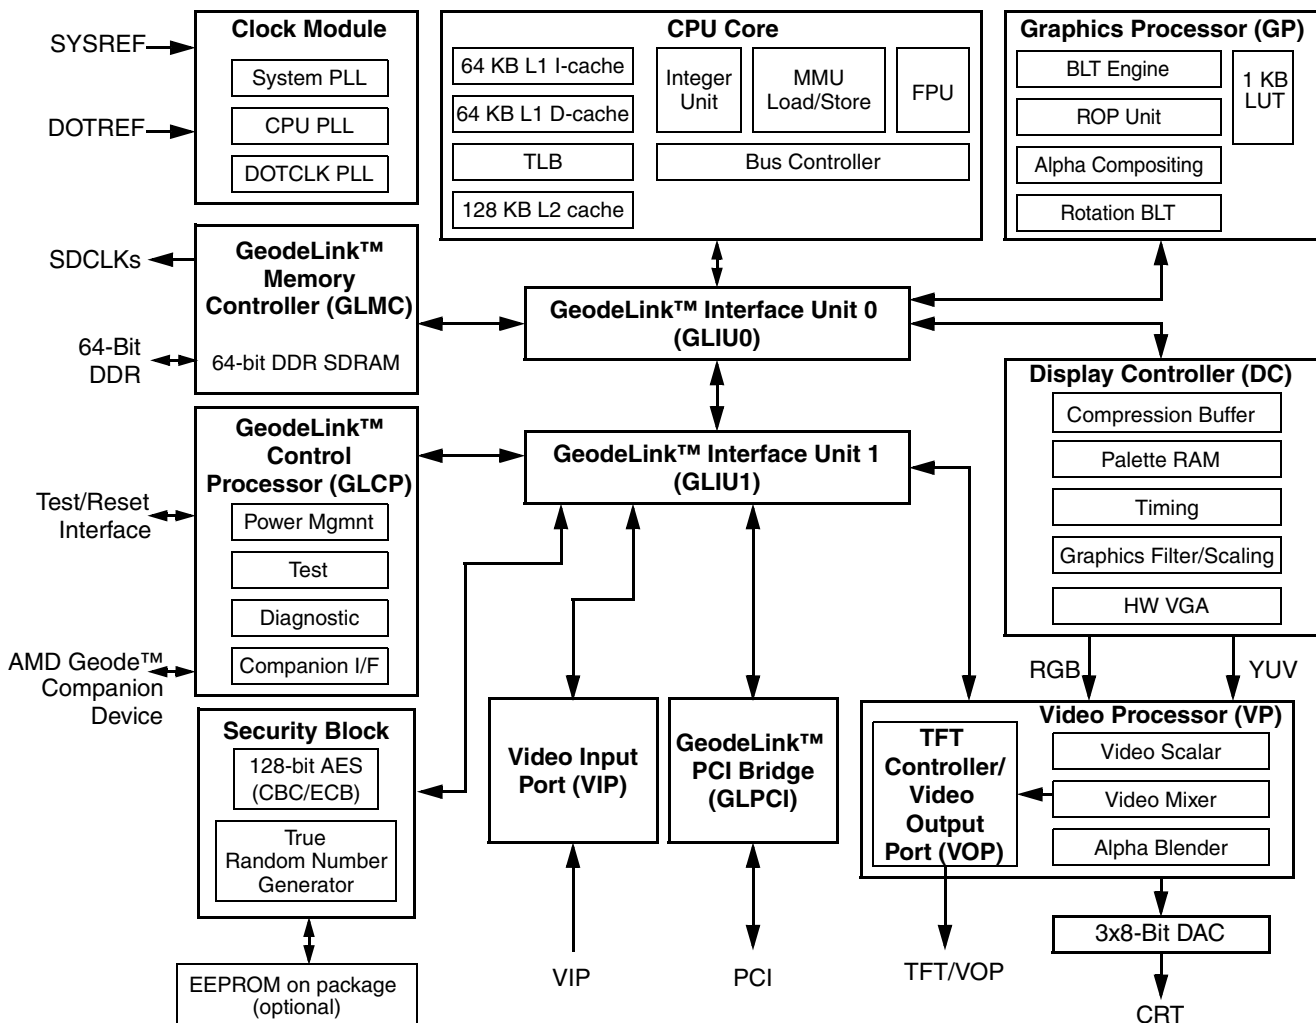 SYSREF
DOTREF
Clock Module
System PLL
CPU PLL
DOTCLK PLL
CPU Core
64 KB L1 I-cache
64 KB L1 D-cache
TLB
128 KB L2 cache
Integer
Unit
MMU
Load/Store
FPU
Bus Controller
Graphics Processor (GP)
BLT Engine
ROP Unit
Alpha Compositing
Rotation BLT
1 KB
LUT
SDCLKs
64-Bit
DDR
GeodeLink™
Memory
Controller (GLMC)
64-bit DDR SDRAM
GeodeLink™ Interface Unit 0
(GLIU0)
Display Controller (DC)
Compression Buffer
Palette RAM
Timing
Graphics Filter/Scaling
HW VGA
Test/Reset
Interface
AMD Geode™
Companion
Device
GeodeLink™
Control
Processor (GLCP)
Power Mgmnt
Test
Diagnostic
Companion I/F
GeodeLink™ Interface Unit 1
(GLIU1)
RGB
YUV
Security Block
128-bit AES
(CBC/ECB)
True
Random Number
Generator
EEPROM on package
(optional)
Video Input
Port (VIP)
VIP
GeodeLink™
PCI Bridge
(GLPCI)
PCI
Video Processor (VP)
TFT
Controller/
Video
Output
Port (VOP)
Video Scalar
Video Mixer
Alpha Blender
TFT/VOP
3x8-Bit DAC
CRT